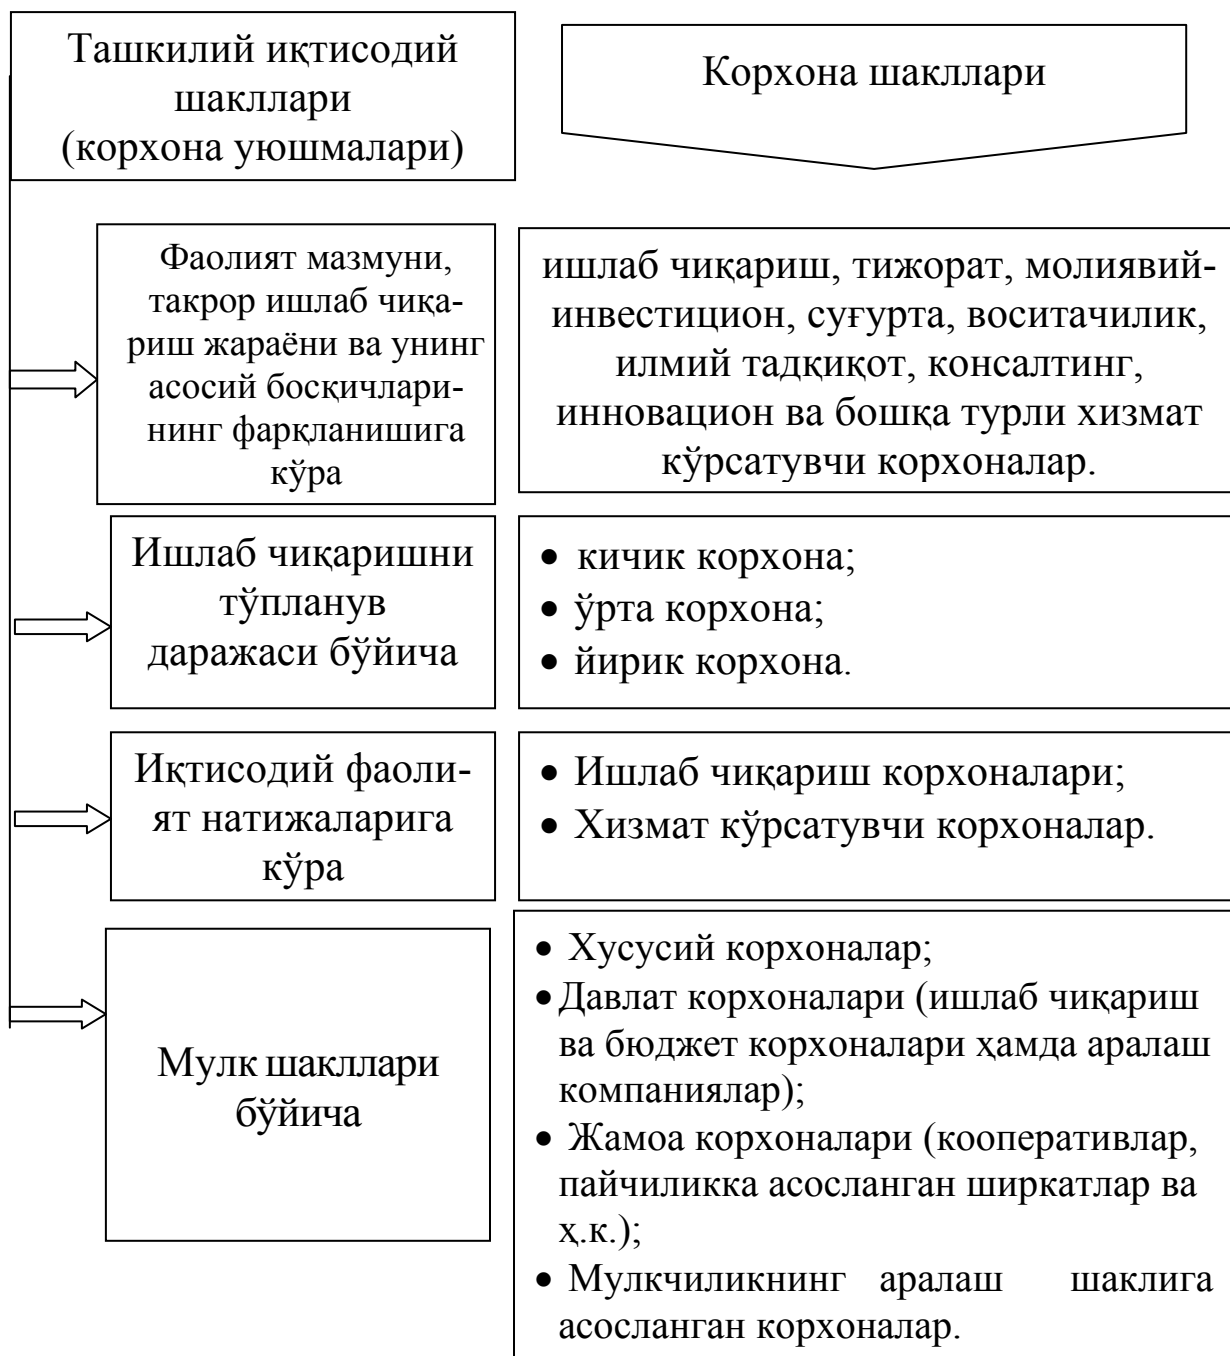 Ташкилий иқтисодий
шакллари
(корхона уюшмалари)
Корхона шакллари
Фаолият мазмуни,
такрор ишлаб чиқа-
риш жараёни ва унинг
асосий босқичлари-
нинг фарқланишига
кўра
ишлаб чиқариш, тижорат, молиявий-
инвестицион, суғурта, воситачилик,
илмий тадқиқот, консалтинг,
инновацион ва бошқа турли хизмат
кўрсатувчи корхоналар.
Ишлаб чиқаришни
тўпланув
даражаси бўйича
• кичик корхона;
• ўрта корхона;
• йирик корхона.
Иқтисодий фаоли-
ят натижаларига
кўра
• Ишлаб чиқариш корхоналари;
• Хизмат кўрсатувчи корхоналар.
Мулк шакллари
бўйича
• Хусусий корхоналар;
• Давлат корхоналари (ишлаб чиқариш
ва бюджет корхоналари ҳамда аралаш
компаниялар);
• Жамоа корхоналари (кооперативлар,
пайчиликка асосланган ширкатлар ва
ҳ.к.);
• Мулкчиликнинг аралаш шаклига
асосланган корхоналар.